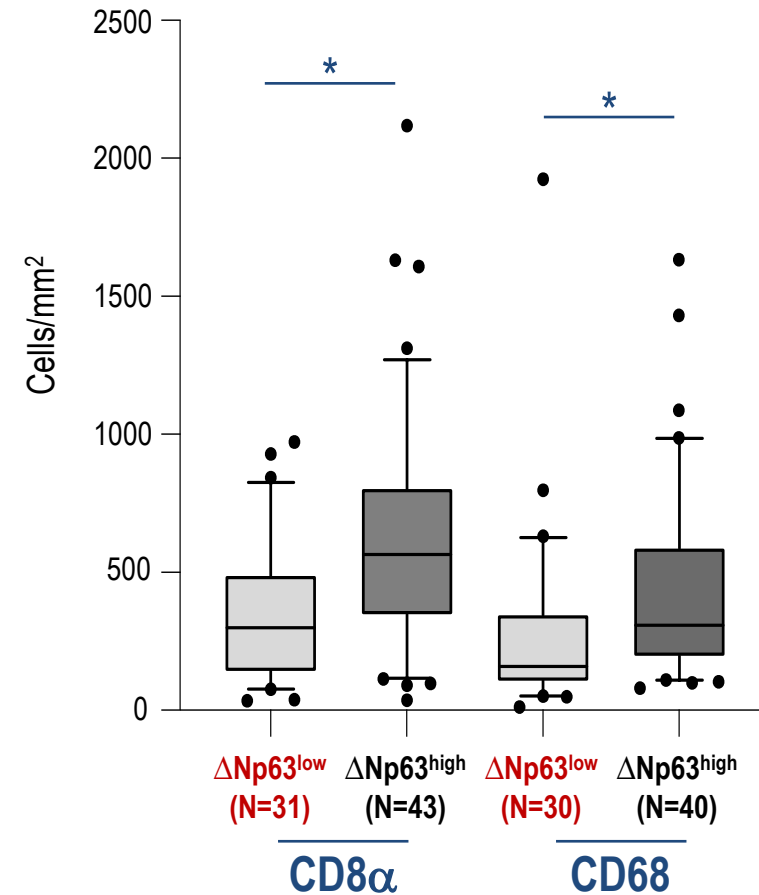 2500
*
*
2000
1500
Cells/mm²
1000
500
0
ΔNp63low ΔNp63high ΔNp63low ΔNp63high
(N=31) (N=43) (N=30) (N=40)
CD8α CD68